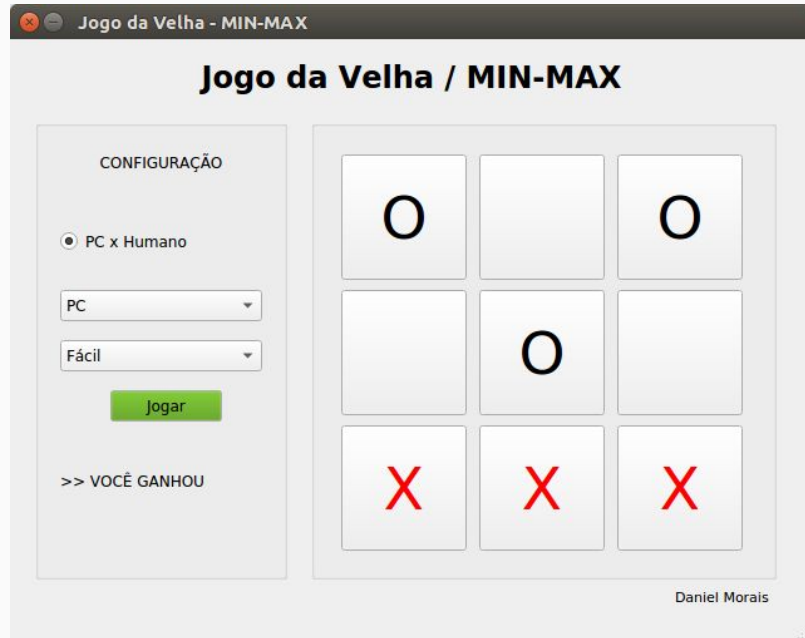 Jogo da Velha - MIN-MAX
Jogo da Velha / MIN-MAX
CONFIGURAÇÃO
PC x Humano
PC
Fácil
Jogar
>> VOCÊ GANHOU
O O
O
X X X
Daniel Morais